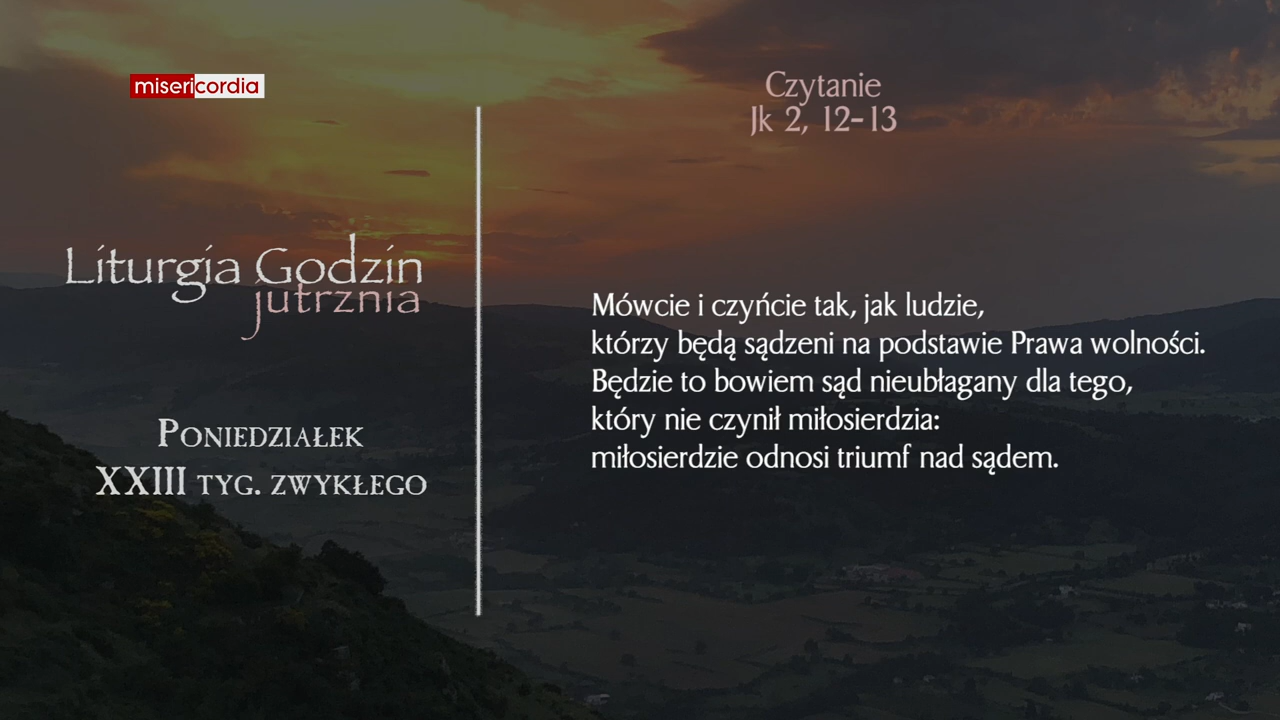 misericordia
Liturgia Godzin
jutrznia
Poniedziałek
XXIII tyg. zwykłego
Czytanie
Jk 2, 12-13
Mówcie i czyńcie tak, jak ludzie,
którzy będą sądzeni na podstawie Prawa wolności.
Będzie to bowiem sąd nieubłagany dla tego,
który nie czynił miłosierdzia:
miłosierdzie odnosi triumf nad sądem.